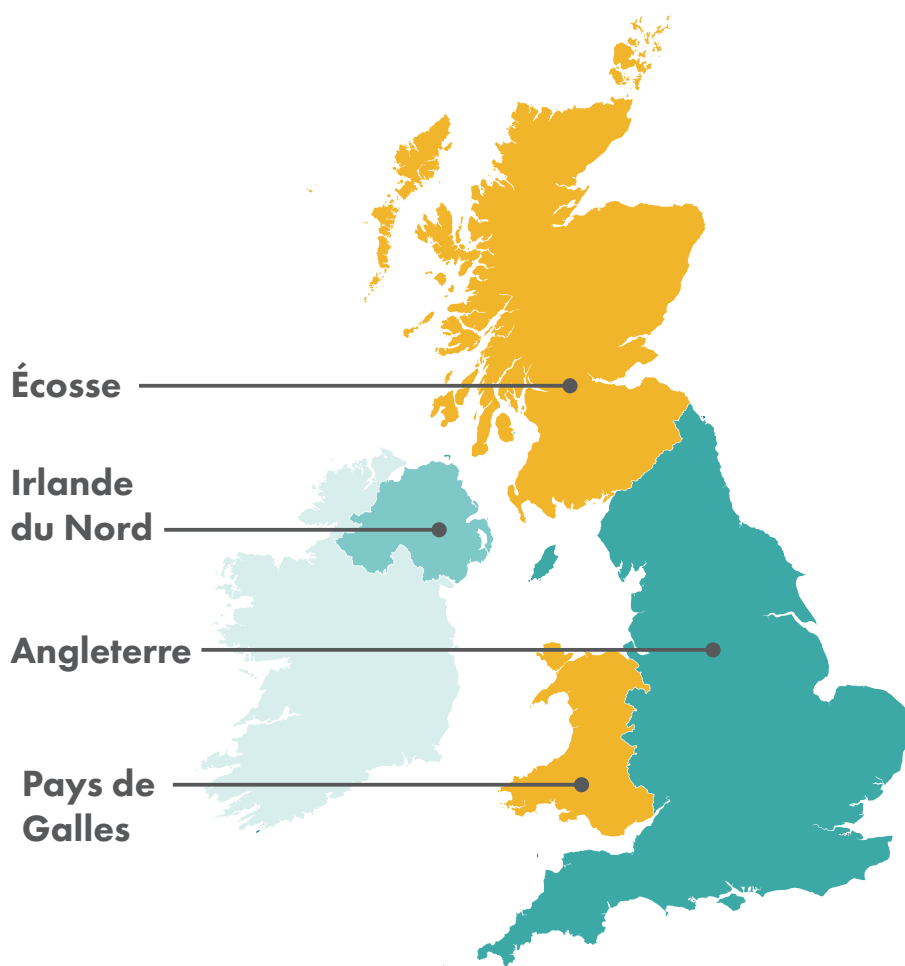 Écosse
Irlande
du Nord
Angleterre
Pays de
Galles